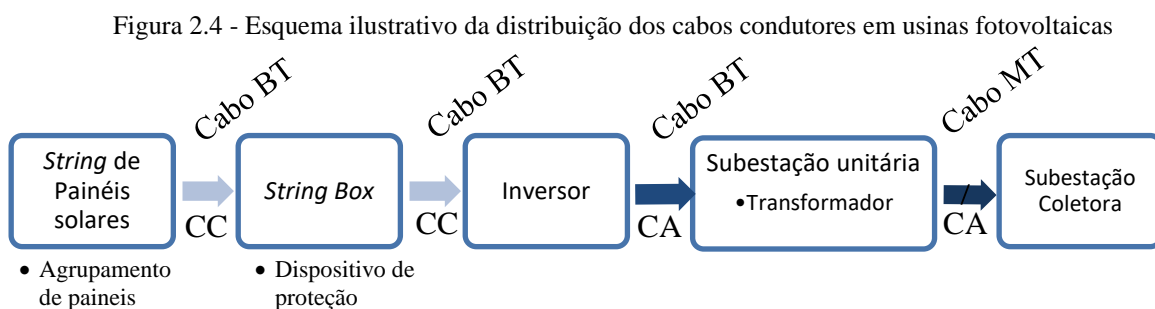 Figura 2.4 - Esquema ilustrativo da distribuição dos cabos condutores em usinas fotovoltaicas
Cabo BT
Cabo BT
Cabo BT
Cabo MT
String de
Painéis
solares
CC
String Box
CC
Inversor
CA
Subestação unitária
•Transformador
CA
Subestação
Coletora
• Agrupamento
de paineis
• Dispositivo de
proteção